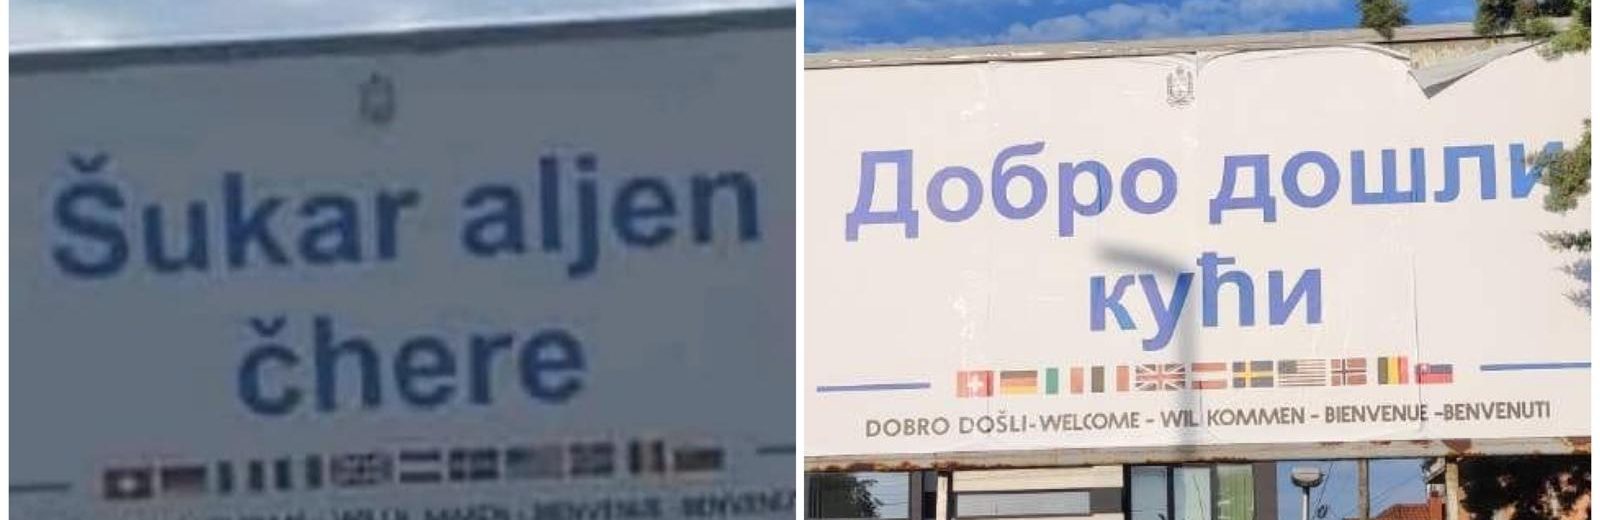 Šukar aljen
čhere
Добро дошли
кући
DOBRO DOŠLI-WELCOME - WILKOMMEN - BIENVENUE -BENVENUTI